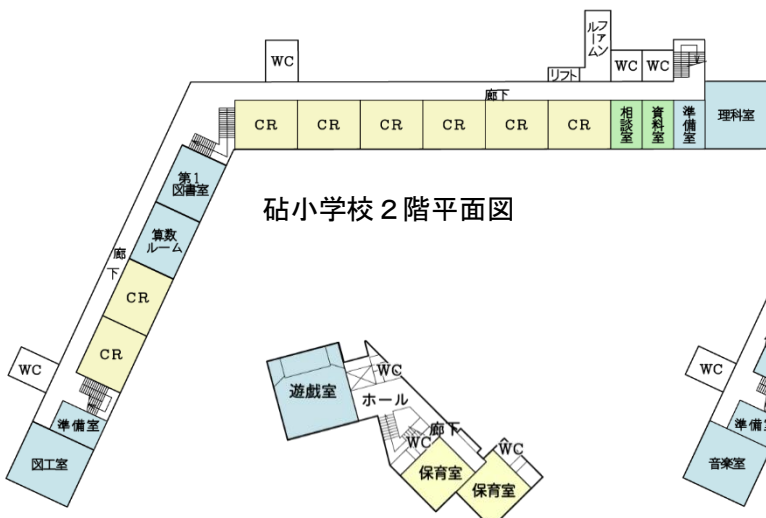 ファン
ルーム
WC
WC
WC
リフト
廊下
CR
CR
CR
CR
CR
CR
相談室
資料室
準備室
理科室
第1
図書室
砧小学校２階平面図
算数
ルーム
廊下
CR
CR
WC
準備室
図工室
遊戯室
WC
ホール
廊下
WC
WC
保育室
保育室
WC
準備
音楽室